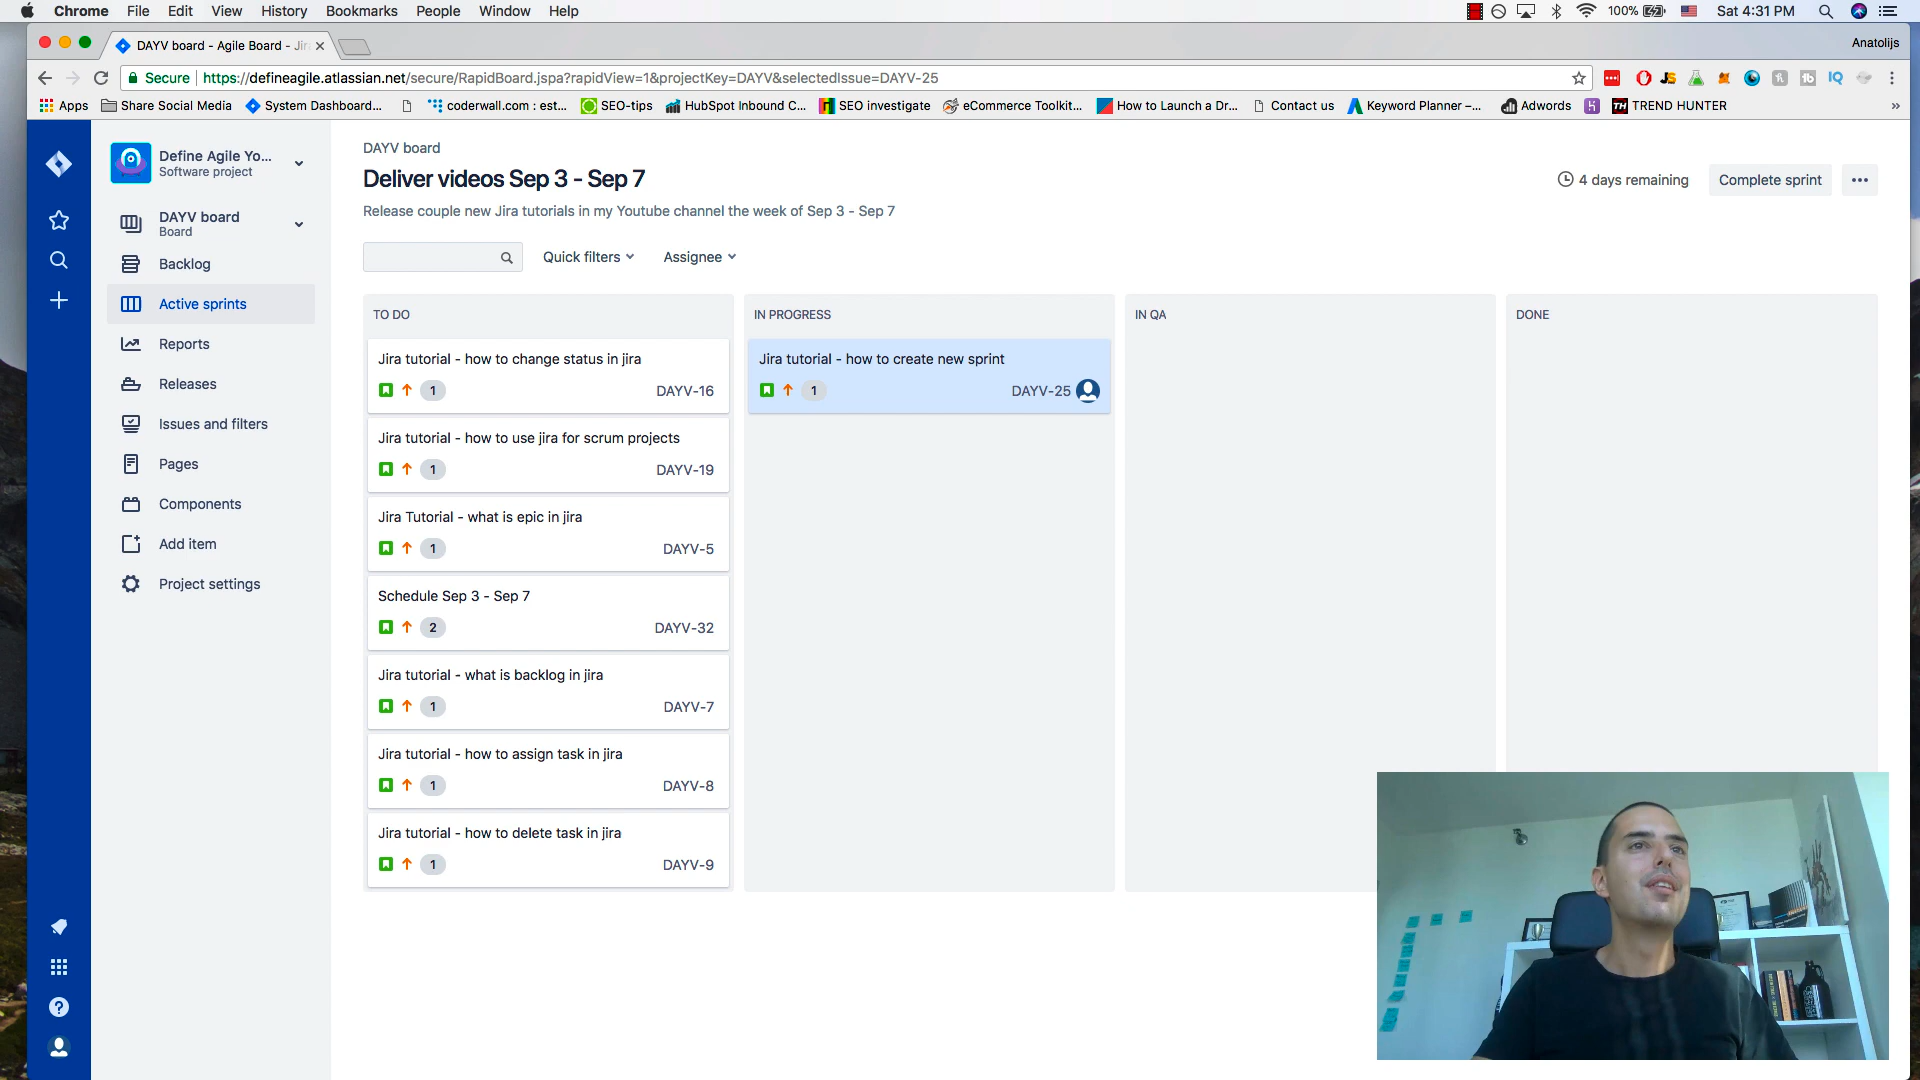 Chrome File Edit View History Bookmarks People Window Help
100% Sat 4:31 PM
DAYV board - Agile Board - Jir
Anatolijs
Secure https://defineagile.atlassian.net/secure/RapidBoard.jspa?rapidView=1&projectKey=DAYV&selectedIssue=DAYV-25
Apps Share Social Media System Dashboard... coderwall.com : est... SEO-tips HubSpot Inbound C... SEO investigate eCommerce Toolkit... How to Launch a Dr... Contact us Keyword Planner –... Adwords TH TREND HUNTER »
Define Agile Yo...
Software project
DAYV board
Board
Backlog
Active sprints
Reports
Releases
Issues and filters
Pages
Components
Add item
Project settings
DAYV board
Deliver videos Sep 3 - Sep 7
4 days remaining Complete sprint
Release couple new Jira tutorials in my Youtube channel the week of Sep 3 - Sep 7
Quick filters Assignee
TO DO
Jira tutorial - how to change status in jira
1 DAYV-16
Jira tutorial - how to use jira for scrum projects
1 DAYV-19
Jira Tutorial - what is epic in jira
1 DAYV-5
Schedule Sep 3 - Sep 7
2 DAYV-32
Jira tutorial - what is backlog in jira
1 DAYV-7
Jira tutorial - how to assign task in jira
1 DAYV-8
Jira tutorial - how to delete task in jira
1 DAYV-9
IN PROGRESS
Jira tutorial - how to create new sprint
1 DAYV-25
IN QA
DONE